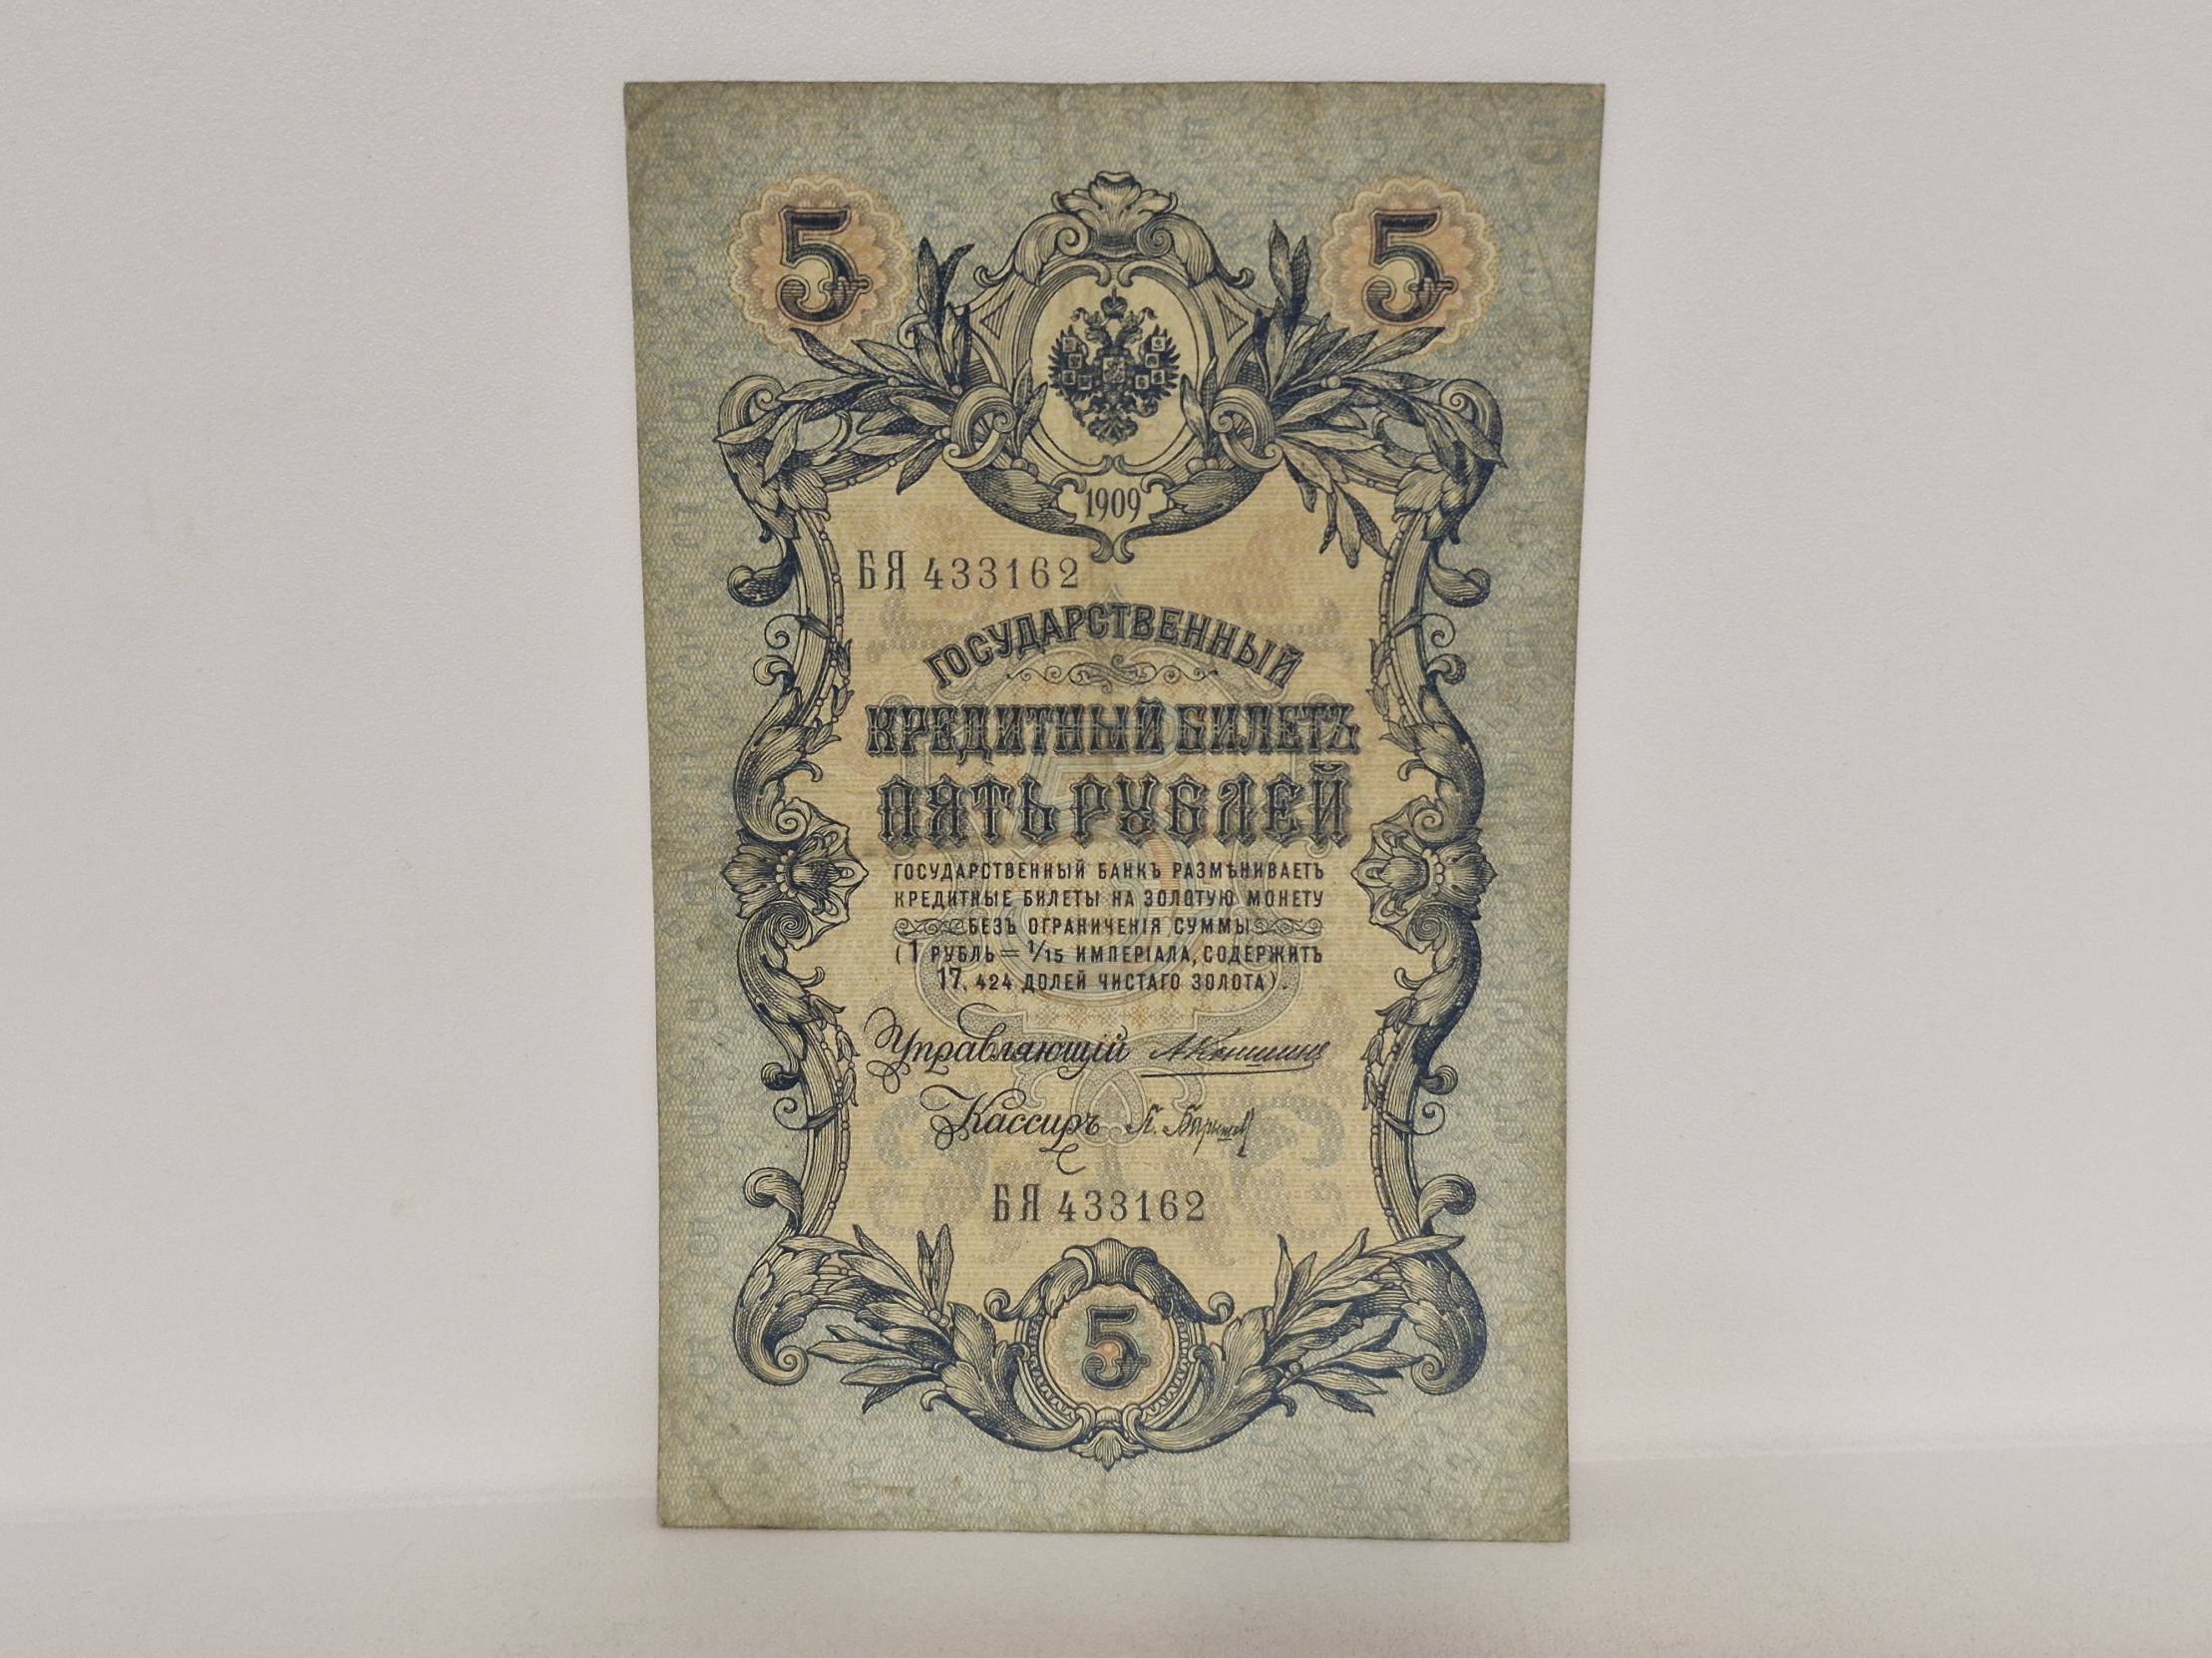 5 5
1909
БЯ 433162
ГОСУДАРСТВЕННЫЙ
КРЕДИТНЫЙ БИЛЕТЪ
ПЯТЬ РУБЛЕЙ
ГОСУДАРСТВЕННЫЙ БАНКЪ РАЗМѢНИВАЕТЪ
КРЕДИТНЫЕ БИЛЕТЫ НА ЗОЛОТУЮ МОНЕТУ
БЕЗЪ ОГРАНИЧЕНІЯ СУММЫ
(1 РУБЛЬ = 1/15 ИМПЕРІАЛА, СОДЕРЖИТЪ
17, 424 ДОЛЕЙ ЧИСТАГО ЗОЛОТА).
Управляющій АКоншинъ
Кассиръ
БЯ 433162
5